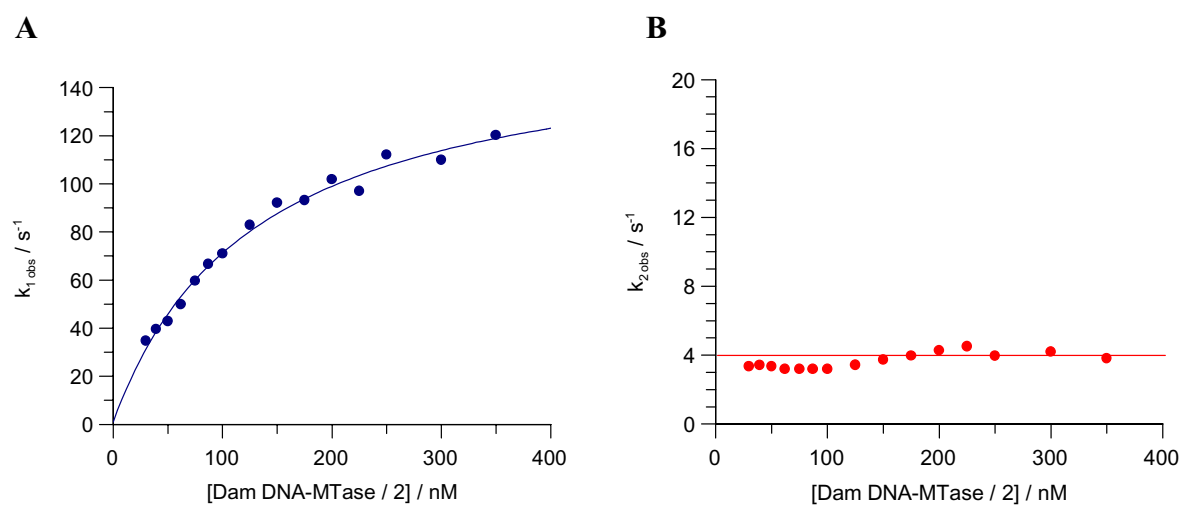 A
140
120
100
80
60
40
20
0
k1 obs / s-1
0 100 200 300 400
[Dam DNA-MTase / 2] / nM
B
20
16
12
8
4
0
k2 obs / s-1
0 100 200 300 400
[Dam DNA-MTase / 2] / nM